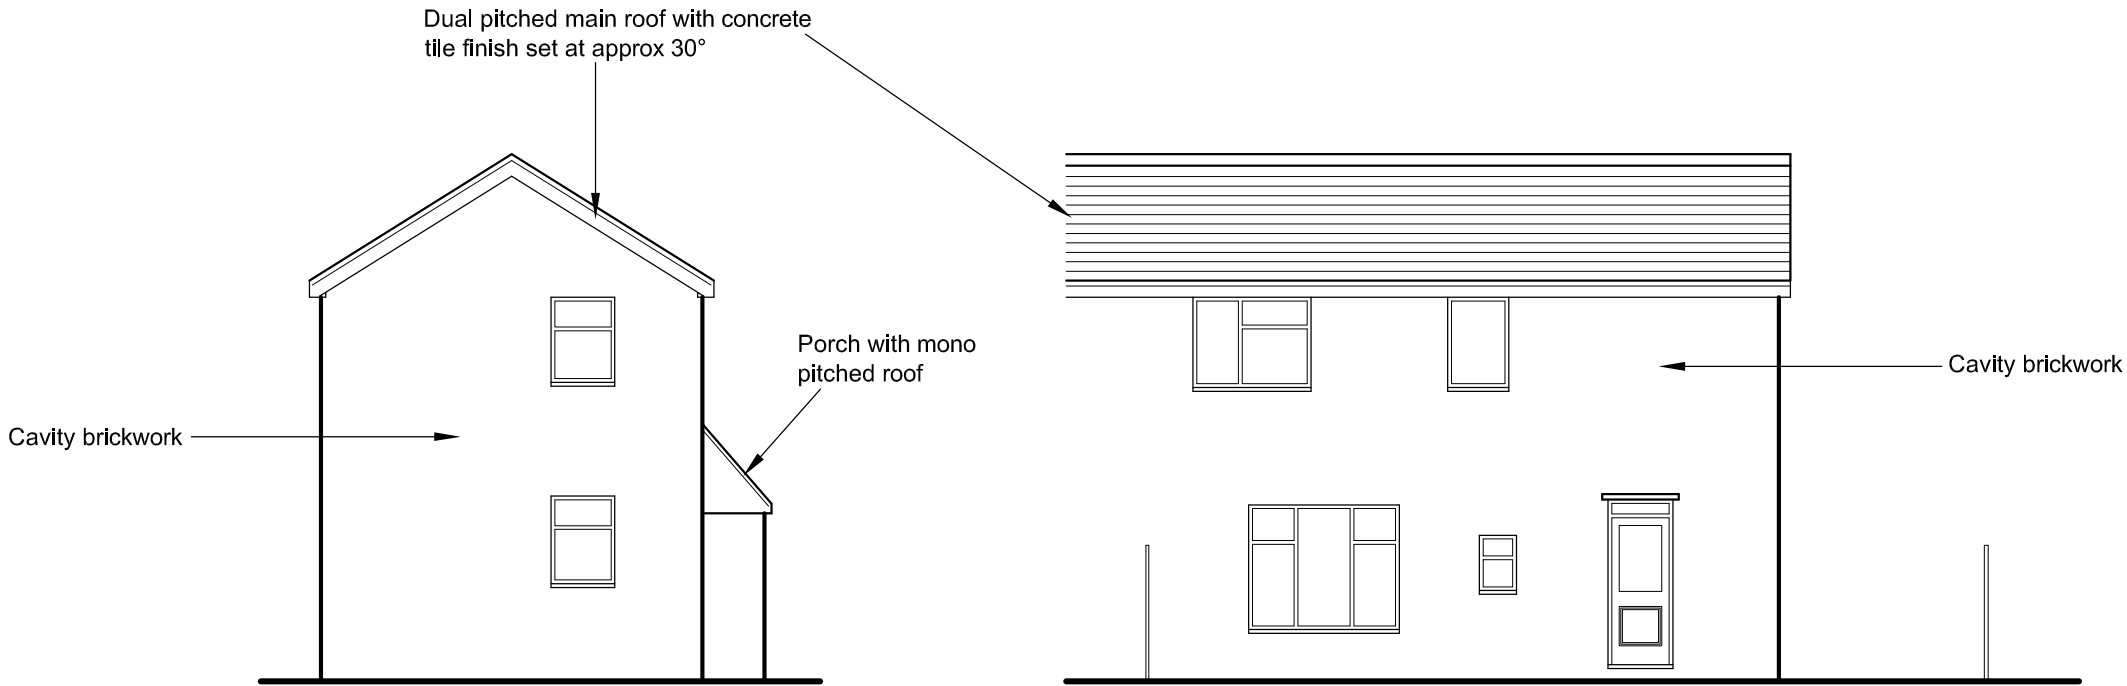 Dual pitched main roof with concrete
tile finish set at approx 30°
Porch with mono
pitched roof
Cavity brickwork
Cavity brickwork